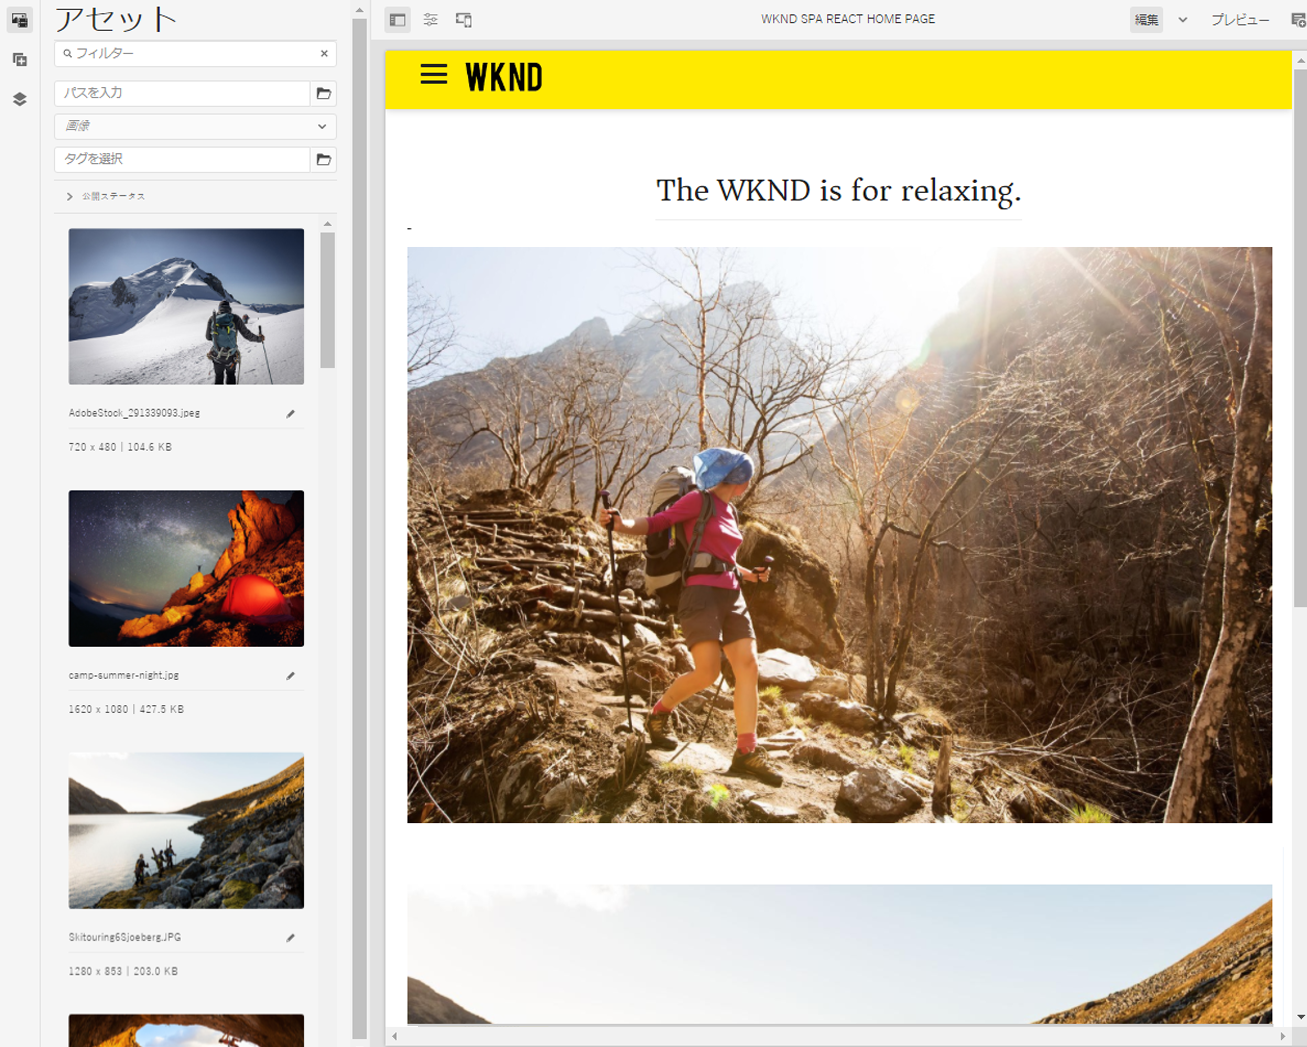 アセット
フィルター
パスを入力
画像
タグを選択
公開ステータス
AdobeStock_291339093.jpeg
720 x 480 | 104.6 KB
camp-summer-night.jpg
1620 x 1080 | 427.5 KB
Skitouring6Sjoeberg.JPG
1280 x 853 | 203.0 KB
WKND SPA REACT HOME PAGE
編集
プレビュー
WKND
The WKND is for relaxing.
-